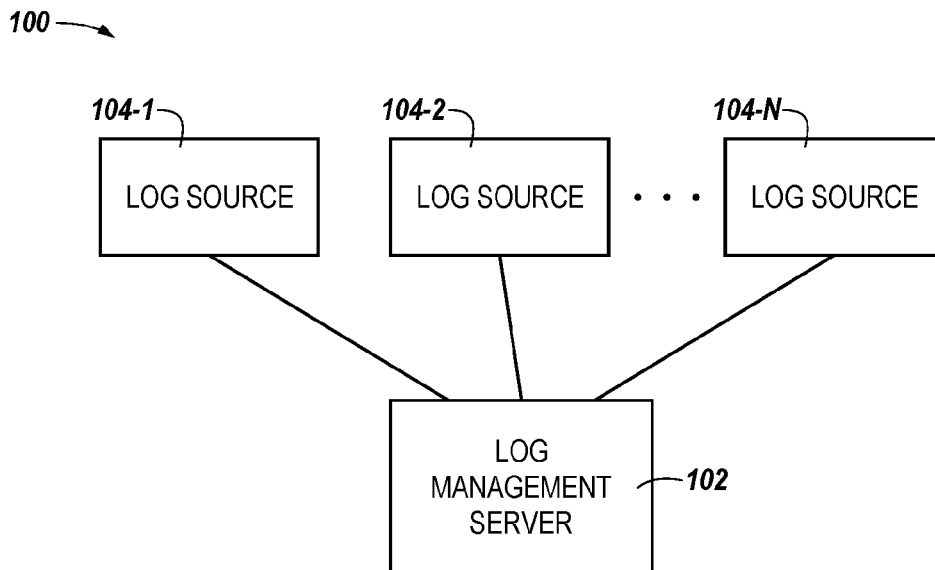 100
104-1
104-2
104-N
LOG SOURCE
LOG SOURCE
LOG SOURCE
LOG
MANAGEMENT
SERVER
102